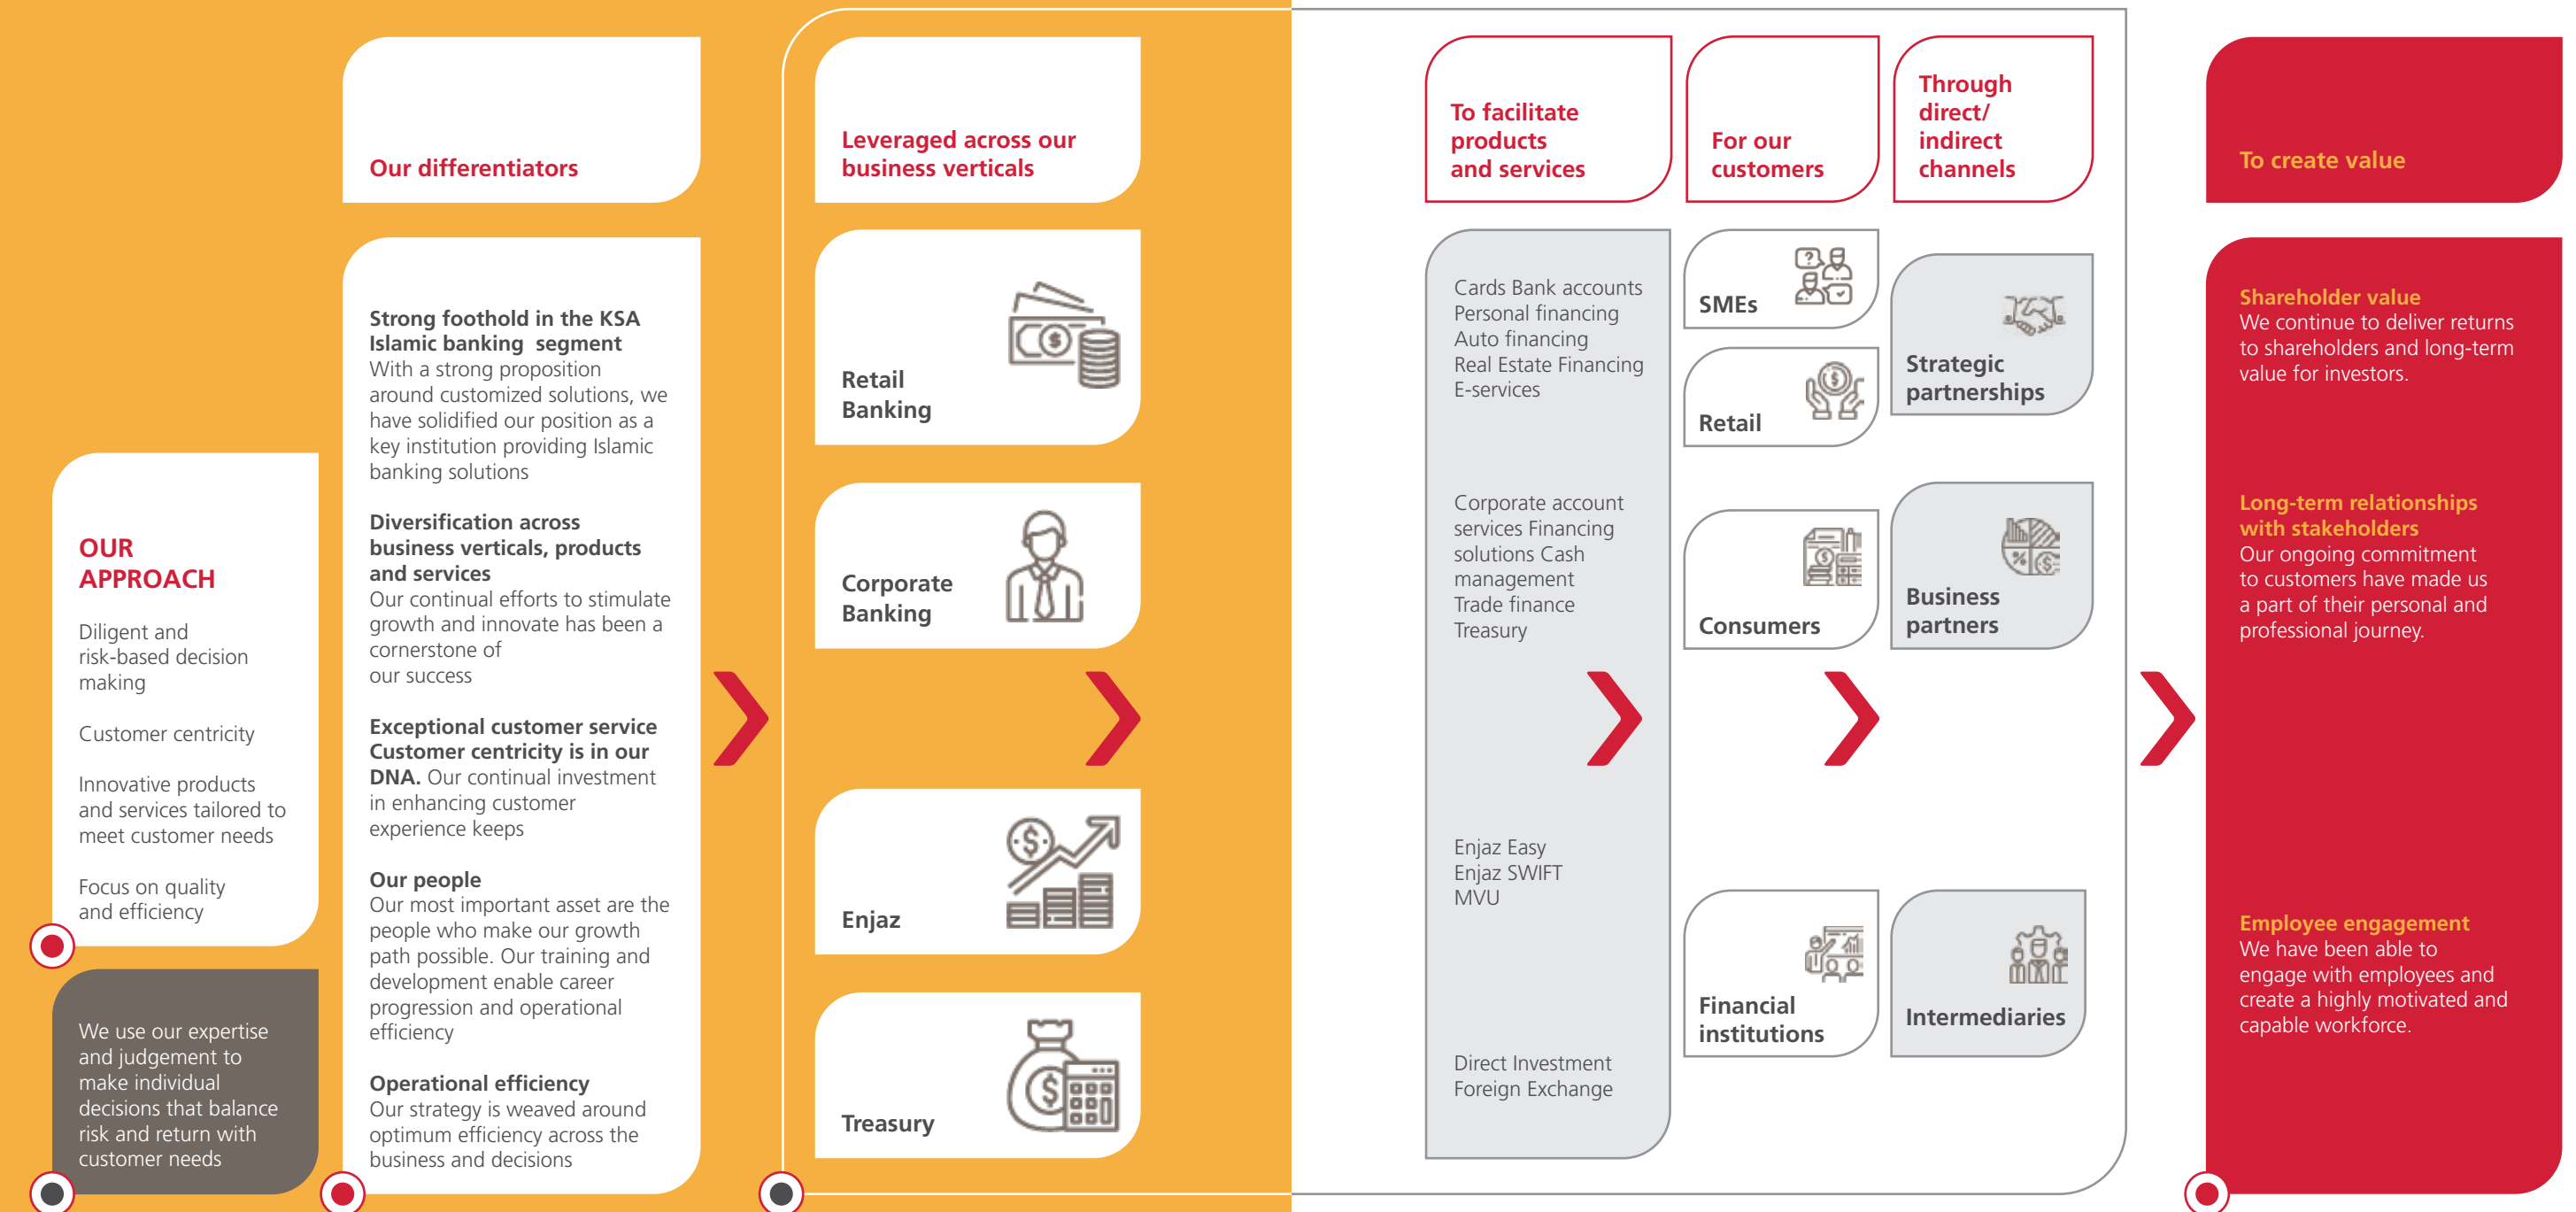 OUR
APPROACH
Diligent and
risk-based decision
making
Customer centricity
Innovative products
and services tailored to
meet customer needs
Focus on quality
and efficiency
We use our expertise
and judgement to
make individual
decisions that balance
risk and return with
customer needs
Our differentiators
Strong foothold in the KSA
Islamic banking segment
With a strong proposition
around customized solutions, we
have solidified our position as a
key institution providing Islamic
banking solutions
Diversification across
business verticals, products
and services
Our continual efforts to stimulate
growth and innovate has been a
cornerstone of
our success
Exceptional customer service
Customer centricity is in our
DNA. Our continual investment
in enhancing customer
experience keeps
Our people
Our most important asset are the
people who make our growth
path possible. Our training and
development enable career
progression and operational
efficiency
Operational efficiency
Our strategy is weaved around
optimum efficiency across the
business and decisions
Leveraged across our
business verticals
Retail
Banking
Corporate
Banking
Enjaz
Treasury
To facilitate
products
and services
Cards Bank accounts
Personal financing
Auto financing
Real Estate Financing
E-services
Corporate account
services Financing
solutions Cash
management
Trade finance
Treasury
Enjaz Easy
Enjaz SWIFT
MVU
Direct Investment
Foreign Exchange
For our
customers
SMEs
Retail
Consumers
Financial
institutions
Through
direct/
indirect
channels
Strategic
partnerships
Business
partners
Intermediaries
To create value
Shareholder value
We continue to deliver returns
to shareholders and long-term
value for investors.
Long-term relationships
with stakeholders
Our ongoing commitment
to customers have made us
a part of their personal and
professional journey.
Employee engagement
We have been able to
engage with employees and
create a highly motivated and
capable workforce.